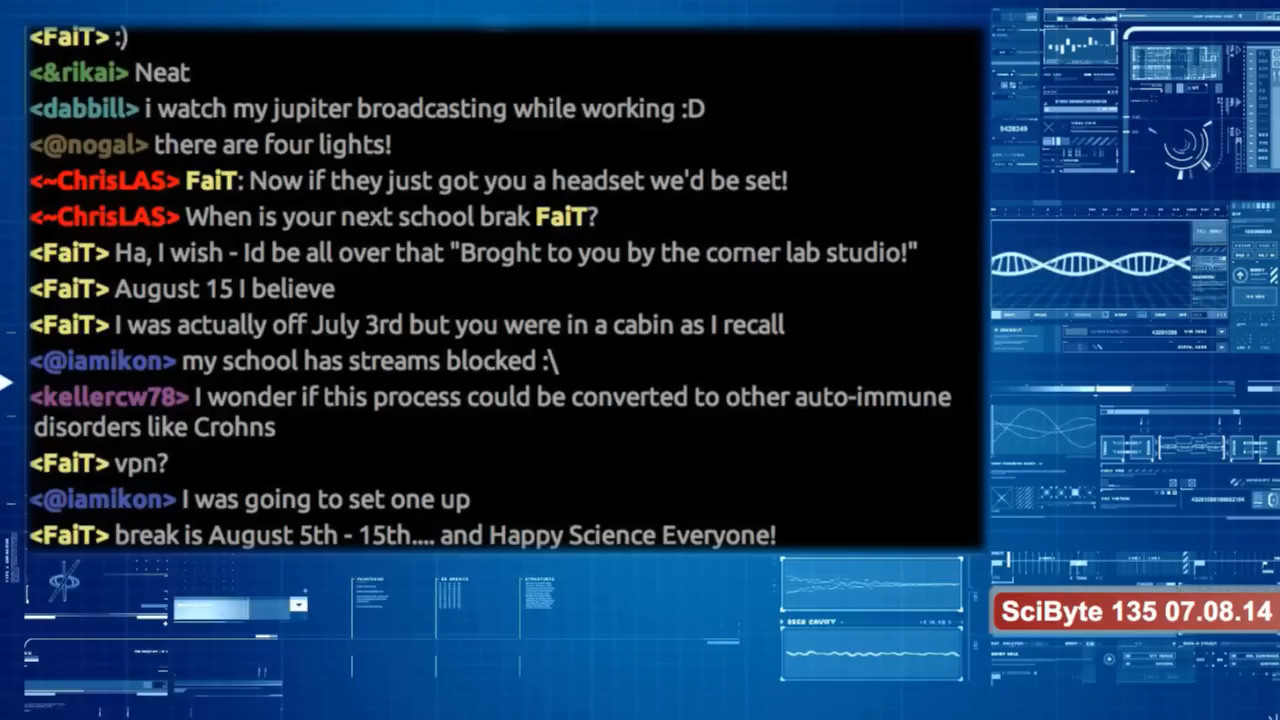 <FaiT> :)
<&rikai> Neat
<dabbill> i watch my jupiter broadcasting while working :D
<@nogal> there are four lights!
<~ChrisLAS> FaiT: Now if they just got you a headset we'd be set!
<~ChrisLAS> When is your next school brak FaiT?
<FaiT> Ha, I wish - Id be all over that "Broght to you by the corner lab studio!"
<FaiT> August 15 I believe
<FaiT> I was actually off July 3rd but you were in a cabin as I recall
<@iamikon> my school has streams blocked :\
<kellercw78> I wonder if this process could be converted to other auto-immune
disorders like Crohns
<FaiT> vpn?
<@iamikon> I was going to set one up
<FaiT> break is August 5th - 15th.... and Happy Science Everyone!
SciByte 135 07.08.14